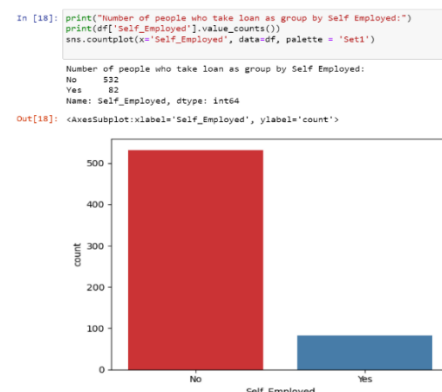 In [18]: print("Number of people who take loan as group by Self Employed:")
print(df['Self_Employed'].value_counts())
sns.countplot(x='Self_Employed', data=df, palette = 'Set1')
Number of people who take loan as group by Self Employed:
No 532
Yes 82
Name: Self_Employed, dtype: int64
Out[18]: <AxesSubplot:xlabel='Self_Employed', ylabel='count'>
500
400
300
200
100
0
count
No Yes
Self_Employed